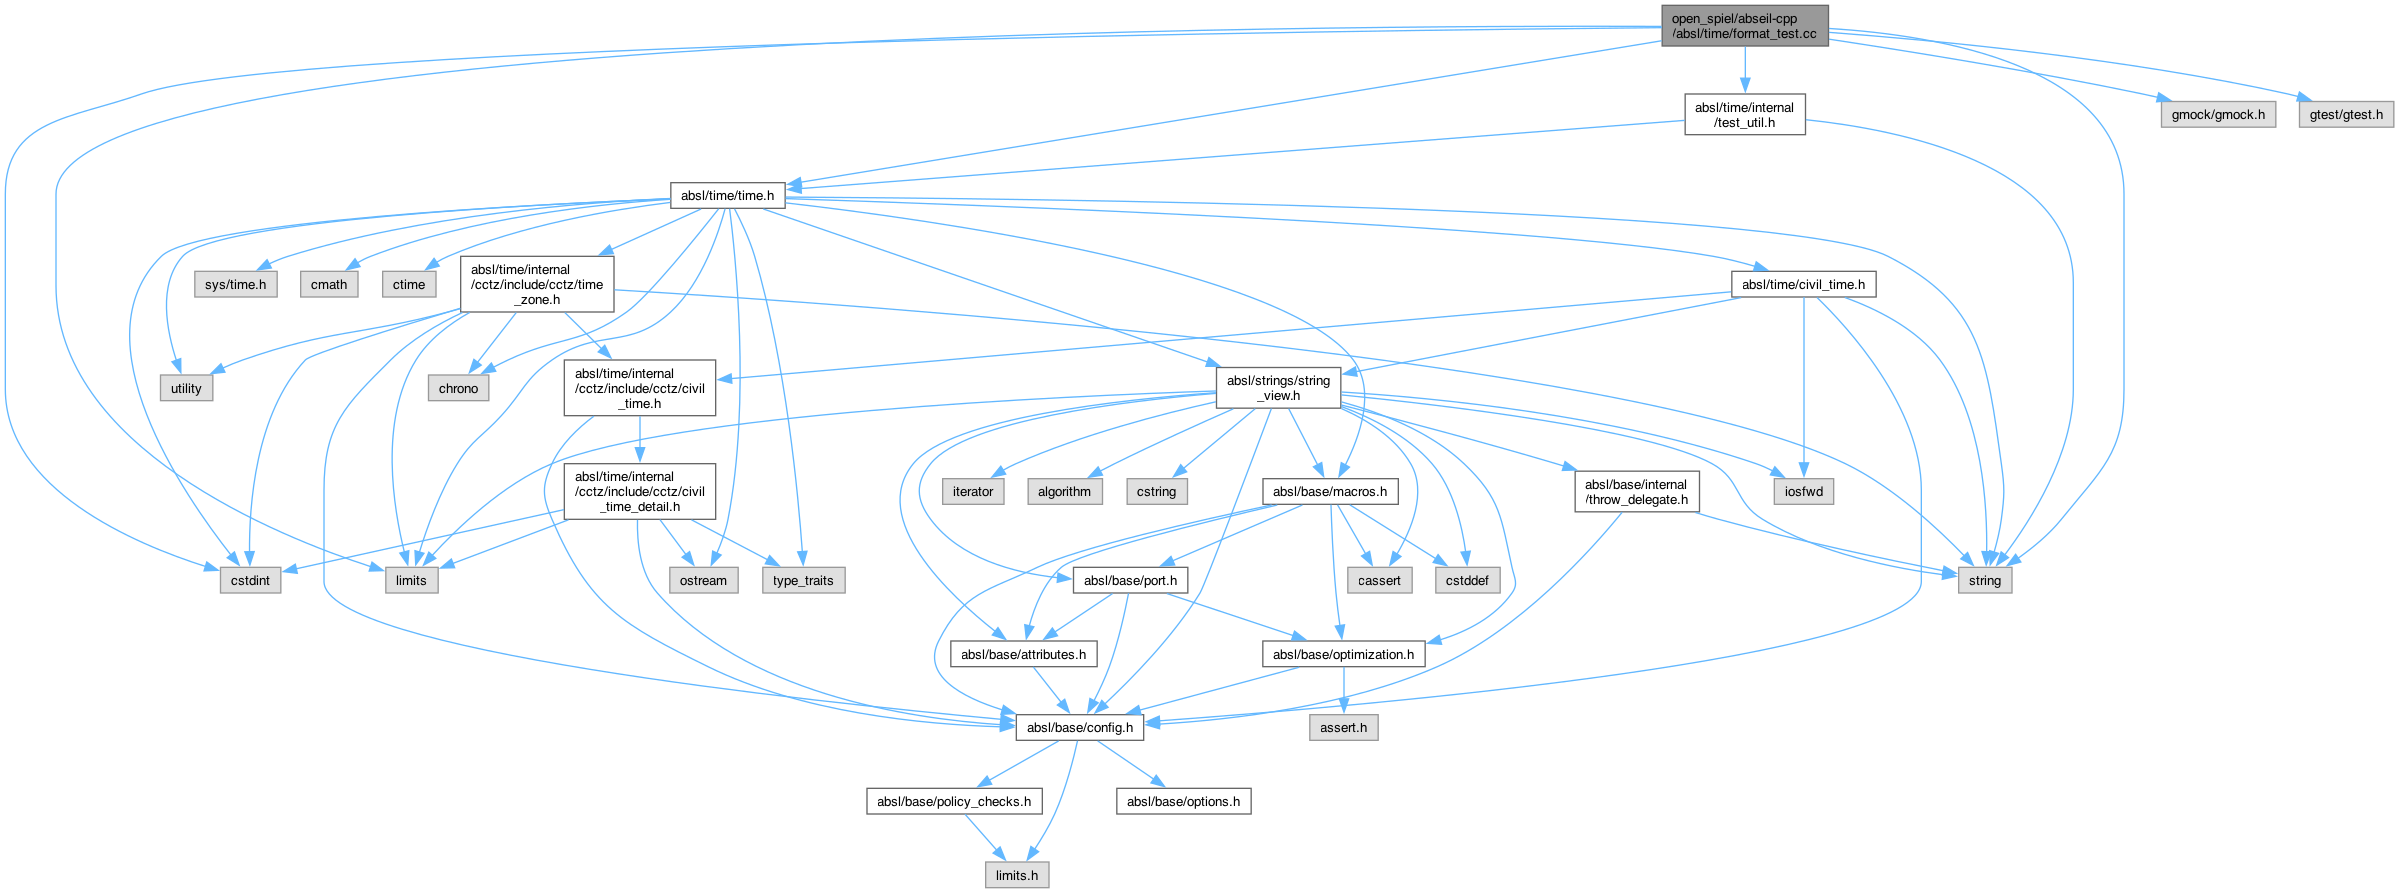 open_spiel/abseil-cpp
/absl/time/format_test.cc
absl/time/internal
/test_util.h
gmock/gmock.h
gtest/gtest.h
absl/time/time.h
sys/time.h
cmath
ctime
absl/time/internal
/cctz/include/cctz/time
_zone.h
absl/time/civil_time.h
utility
chrono
absl/time/internal
/cctz/include/cctz/civil
_time.h
absl/strings/string
_view.h
absl/time/internal
/cctz/include/cctz/civil
_time_detail.h
iterator
algorithm
cstring
absl/base/macros.h
absl/base/internal
/throw_delegate.h
iosfwd
cstdint
limits
ostream
type_traits
absl/base/port.h
cassert
cstddef
string
absl/base/attributes.h
absl/base/optimization.h
absl/base/config.h
assert.h
absl/base/policy_checks.h
absl/base/options.h
limits.h